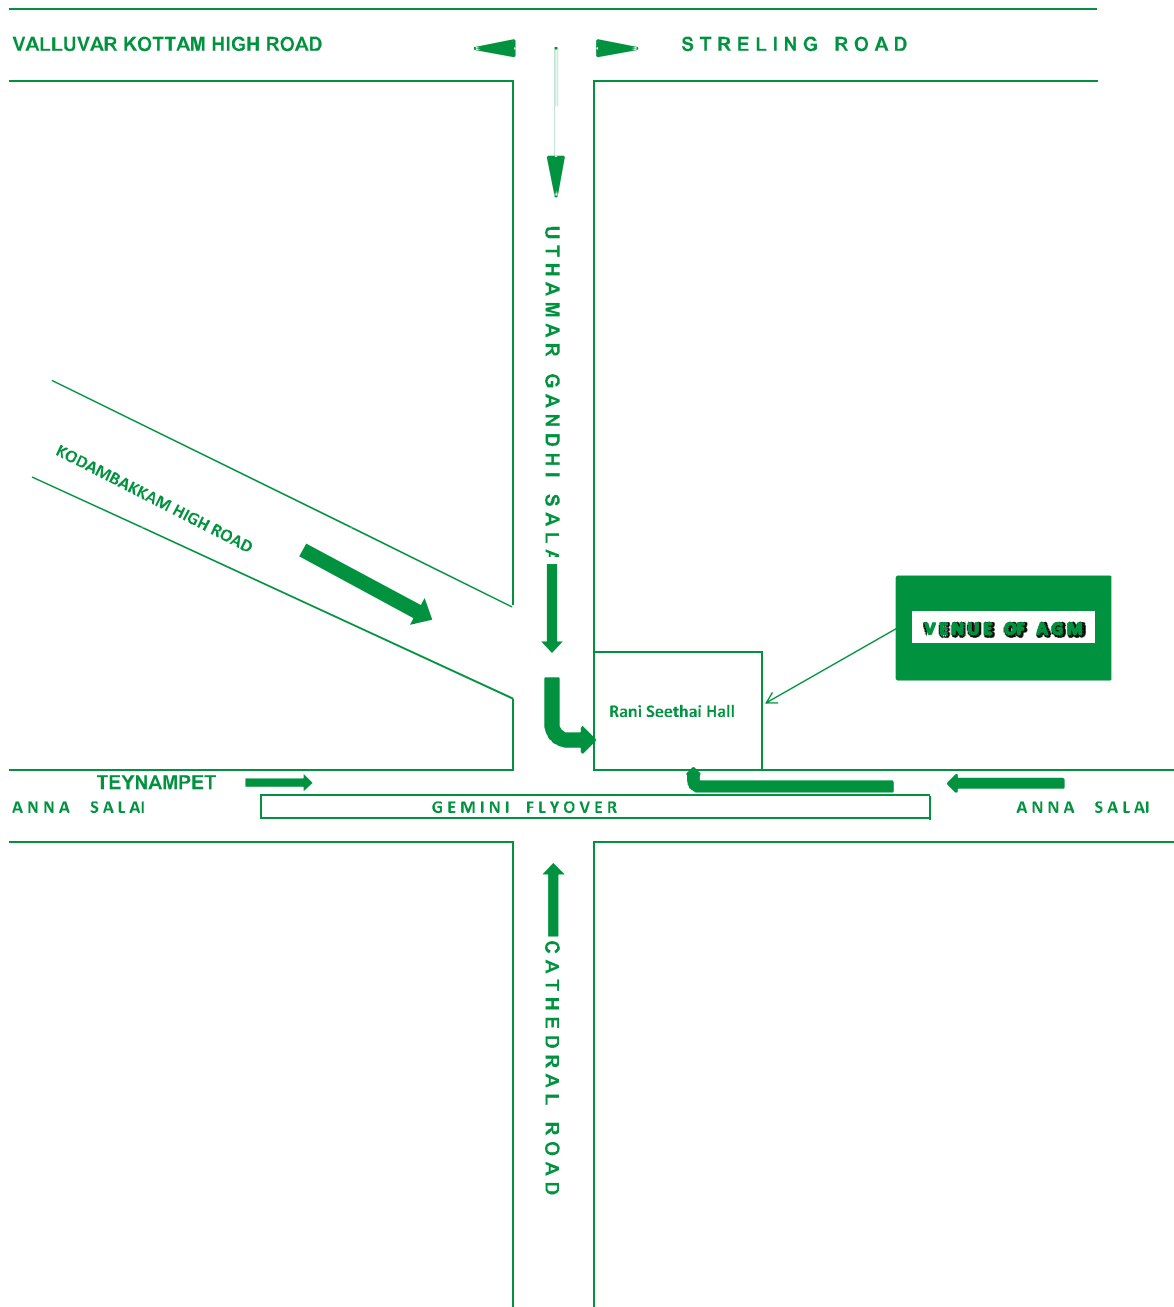 VALLUVAR KOTTAM HIGH ROAD
STRELING ROAD
UTHAMAR GANDHI SALA
KODAMBAKKAM HIGH ROAD
VENUE OF AGM
Rani Seethai Hall
TEYNAMPET
ANNA SALAI
GEMINI FLYOVER
ANNA SALAI
CATHEDRAL ROAD